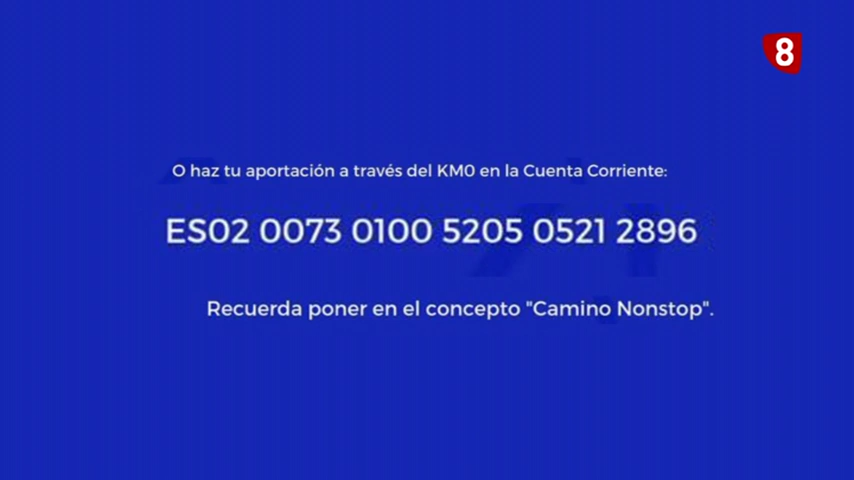 8
O haz tu aportación a través del KM0 en la Cuenta Corriente:
ES02 0073 0100 5205 0521 2896
Recuerda poner en el concepto "Camino Nonstop".